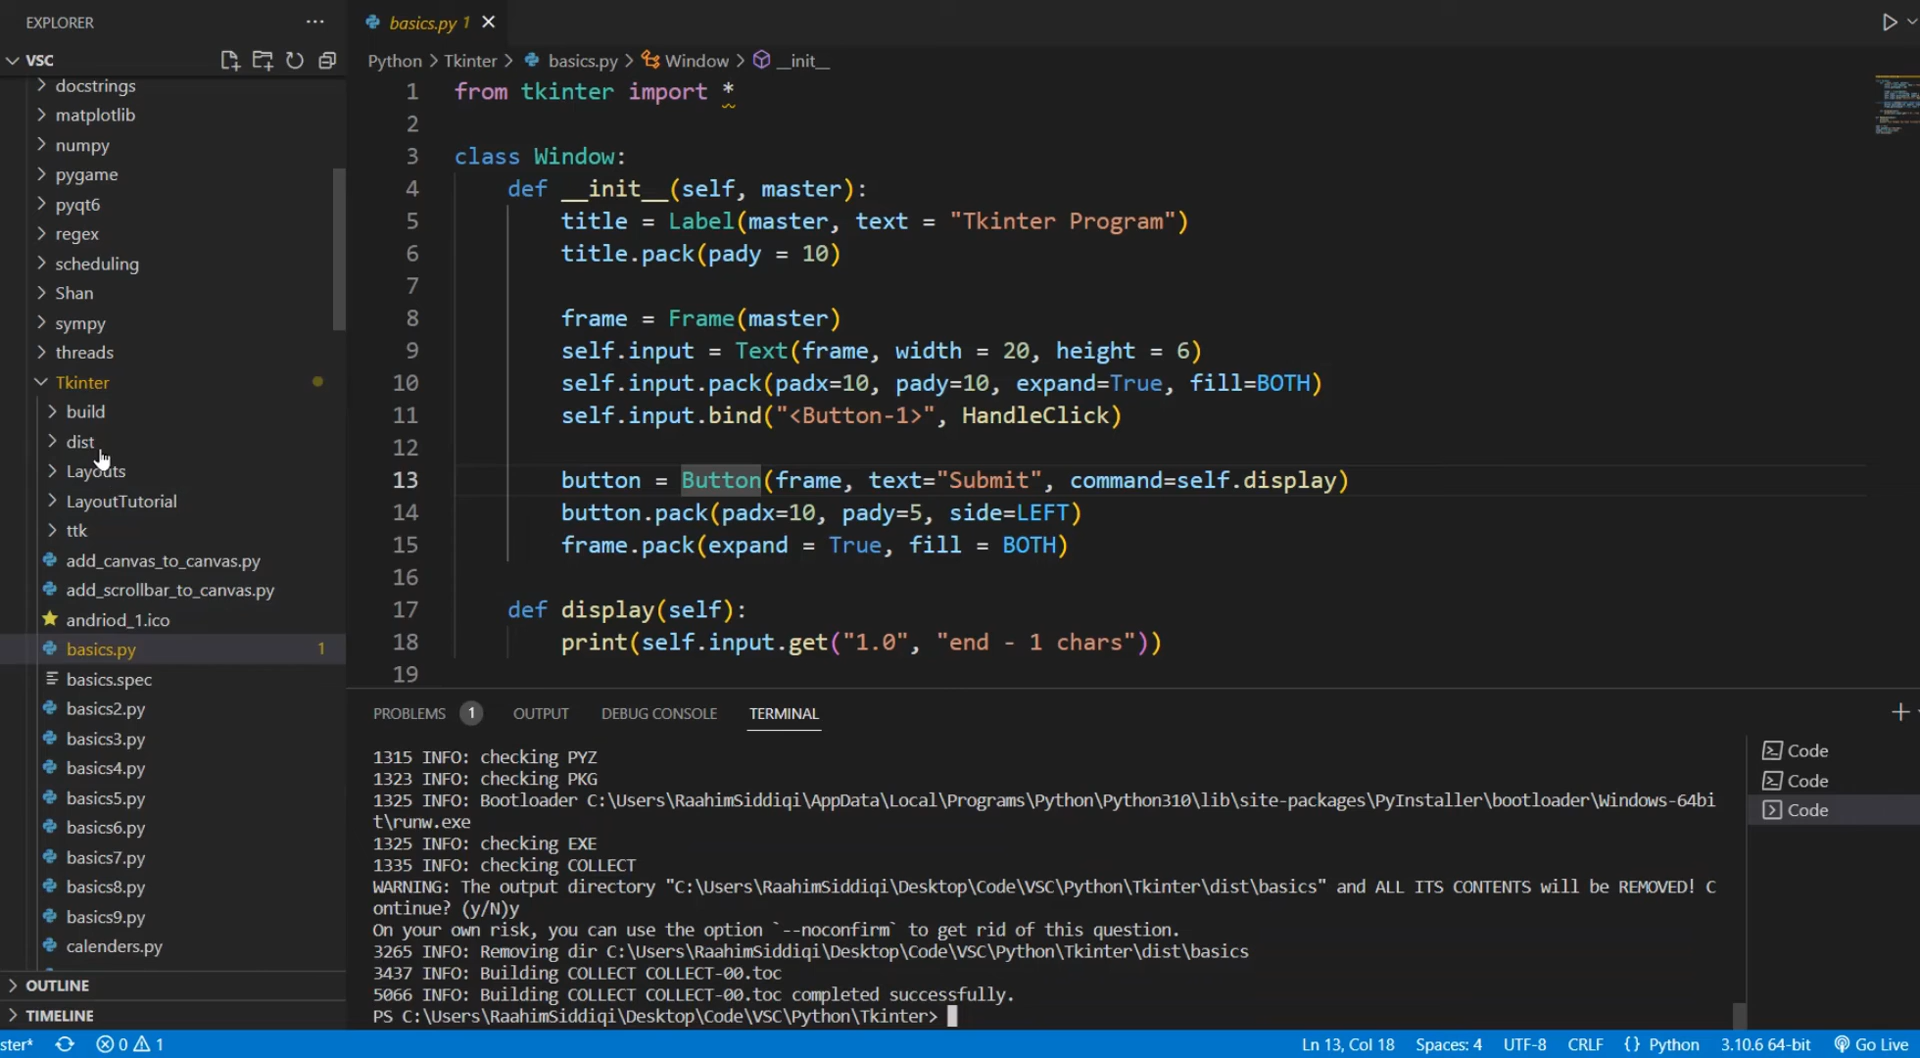 EXPLORER
···
basics.py 1
VSC
Python > Tkinter > basics.py > Window > __init__
docstrings
matplotlib
numpy
pygame
pyqt6
regex
scheduling
Shan
sympy
threads
Tkinter
build
dist
Layouts
LayoutTutorial
ttk
add_canvas_to_canvas.py
add_scrollbar_to_canvas.py
andriod_1.ico
basics.py 1
basics.spec
basics2.py
basics3.py
basics4.py
basics5.py
basics6.py
basics7.py
basics8.py
basics9.py
calenders.py
OUTLINE
TIMELINE
1 from tkinter import *
2
3 class Window:
4 def __init__(self, master):
5 title = Label(master, text = "Tkinter Program")
6 title.pack(pady = 10)
7
8 frame = Frame(master)
9 self.input = Text(frame, width = 20, height = 6)
10 self.input.pack(padx=10, pady=10, expand=True, fill=BOTH)
11 self.input.bind("<Button-1>", HandleClick)
12
13 button = Button(frame, text="Submit", command=self.display)
14 button.pack(padx=10, pady=5, side=LEFT)
15 frame.pack(expand = True, fill = BOTH)
16
17 def display(self):
18 print(self.input.get("1.0", "end - 1 chars"))
19
PROBLEMS 1 OUTPUT DEBUG CONSOLE TERMINAL
1315 INFO: checking PYZ
1323 INFO: checking PKG
1325 INFO: Bootloader C:\Users\RaahimSiddiqi\AppData\Local\Programs\Python\Python310\lib\site-packages\PyInstaller\bootloader\Windows-64bi
t\runw.exe
1325 INFO: checking EXE
1335 INFO: checking COLLECT
WARNING: The output directory "C:\Users\RaahimSiddiqi\Desktop\Code\VSC\Python\Tkinter\dist\basics" and ALL ITS CONTENTS will be REMOVED! C
ontinue? (y/N)y
On your own risk, you can use the option `--noconfirm` to get rid of this question.
3265 INFO: Removing dir C:\Users\RaahimSiddiqi\Desktop\Code\VSC\Python\Tkinter\dist\basics
3437 INFO: Building COLLECT COLLECT-00.toc
5066 INFO: Building COLLECT COLLECT-00.toc completed successfully.
PS C:\Users\RaahimSiddiqi\Desktop\Code\VSC\Python\Tkinter>
Code
Code
Code
ster* 0 1 Ln 13, Col 18 Spaces: 4 UTF-8 CRLF {} Python 3.10.6 64-bit Go Live